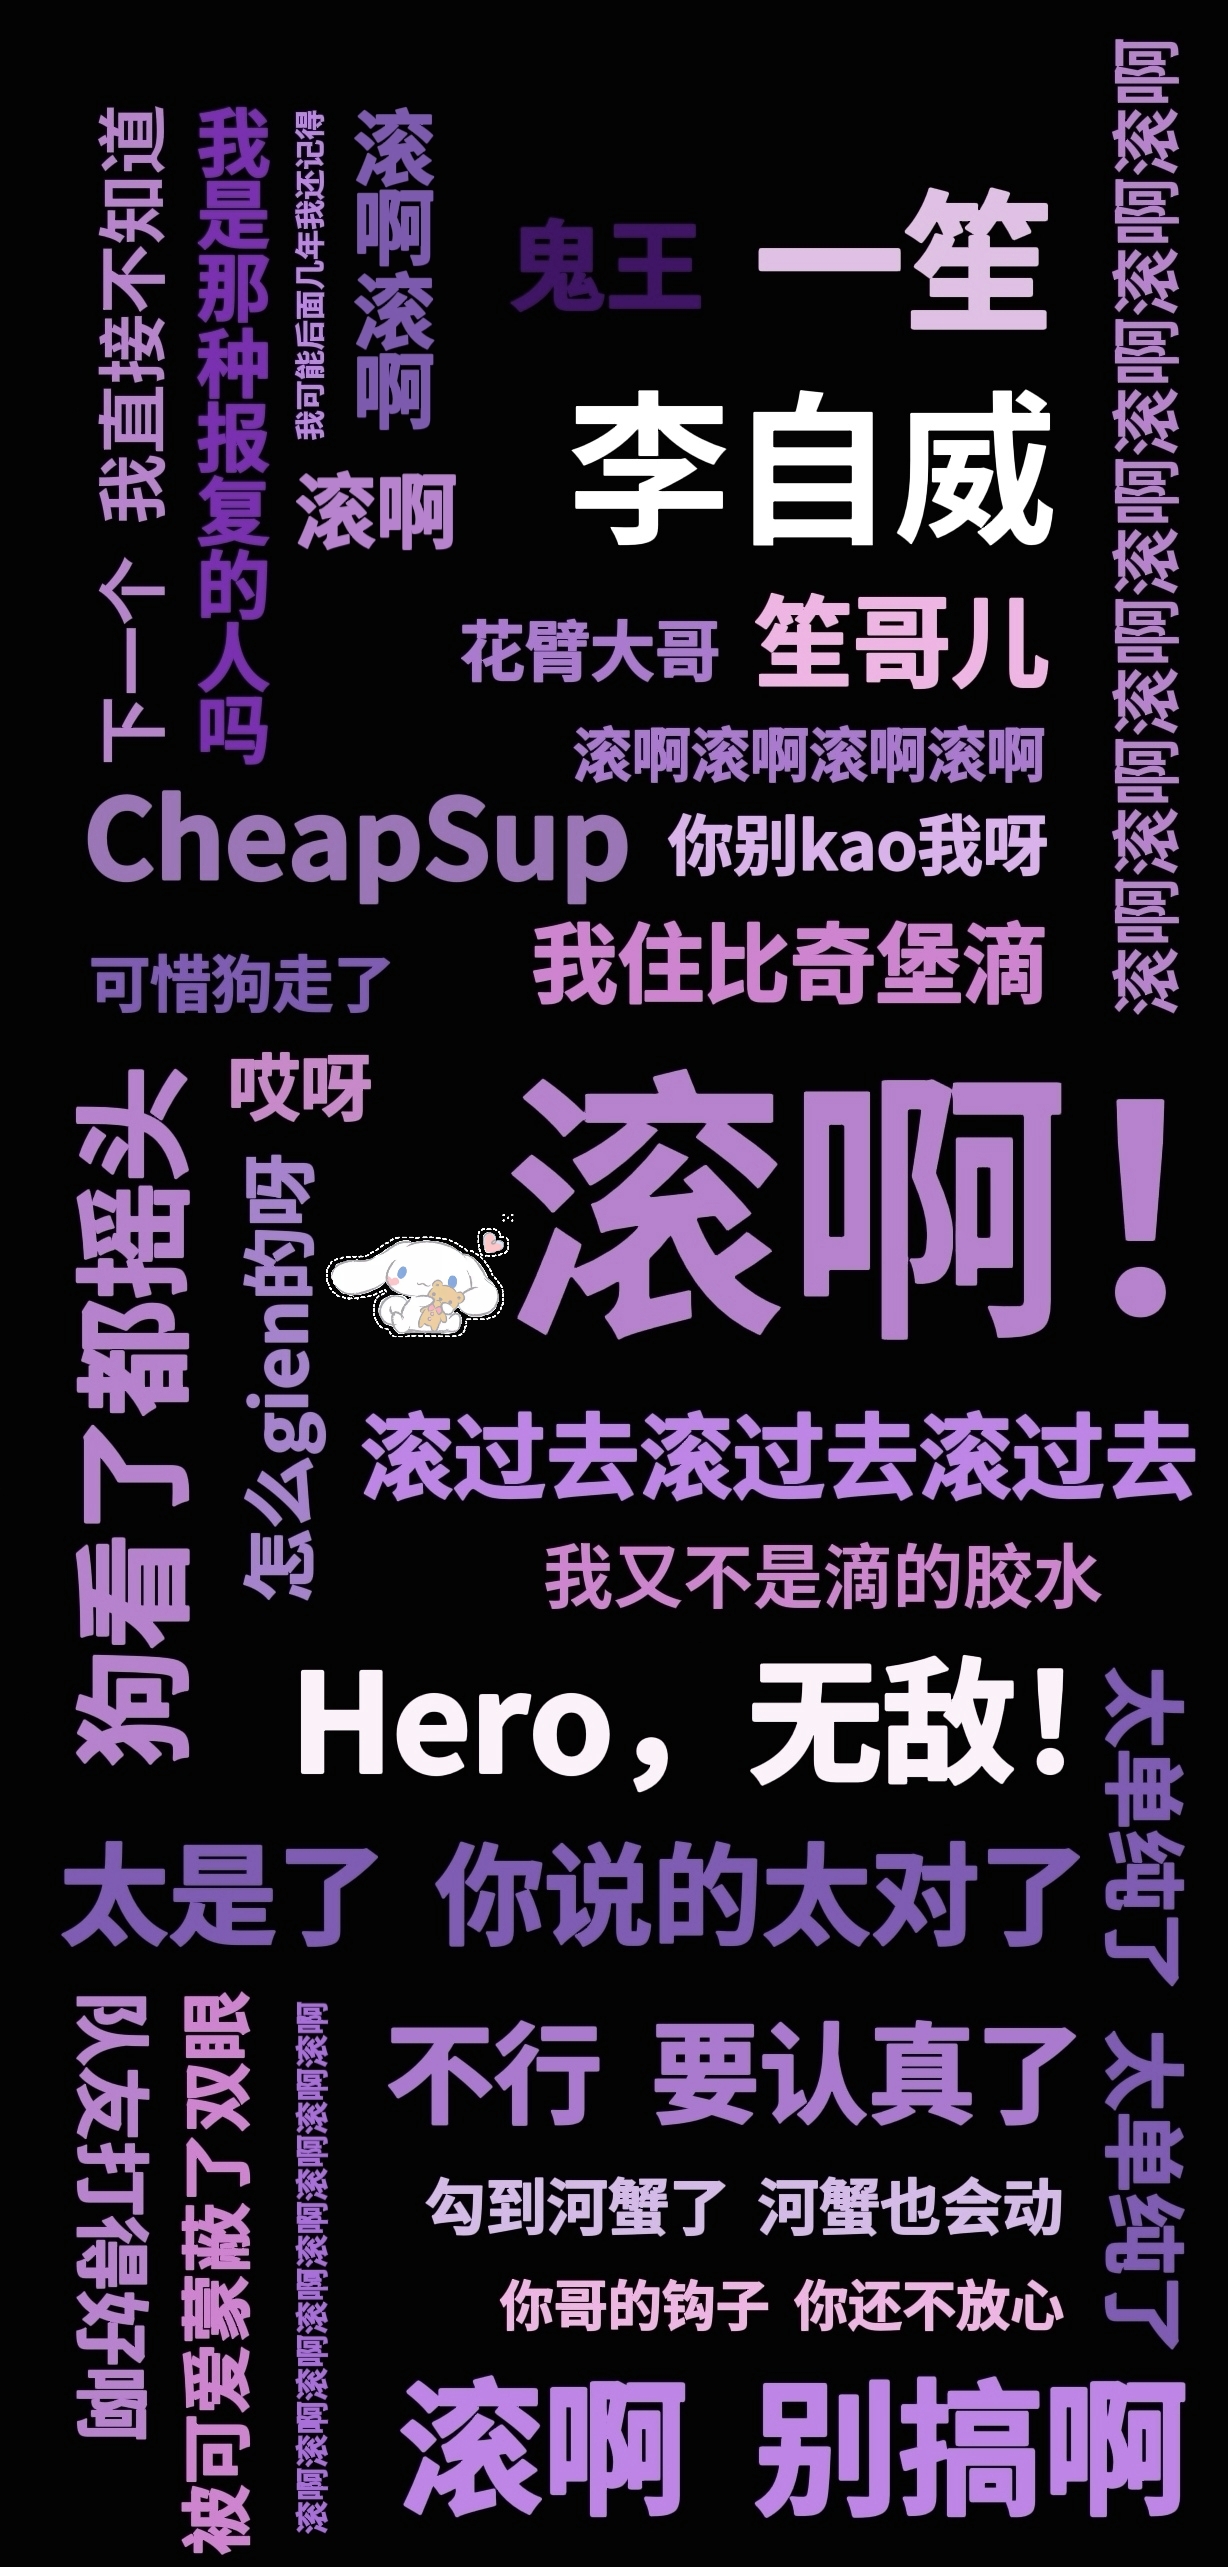 下一个 我直接不知道
我是那种报复的人吗
我可能后面几年我还记得
滚啊滚啊
滚啊
鬼王 一笙
李自威
花臂大哥 笙哥儿
滚啊滚啊滚啊滚啊
CheapSup 你别kao我呀
可惜狗走了 我住比奇堡滴
滚啊滚啊滚啊滚啊滚啊滚啊滚啊
哎呀
狗看了都摇头
怎么gien的呀
滚啊！
滚过去滚过去滚过去
我又不是滴的胶水
Hero，无敌！
太单纯了 太单纯了
太是了 你说的太对了
队友打得好啊
被可爱蒙蔽了双眼
滚啊滚啊滚啊滚啊滚啊滚啊滚啊滚啊
不行 要认真了
勾到河蟹了 河蟹也会动
你哥的钩子 你还不放心
滚啊 别搞啊